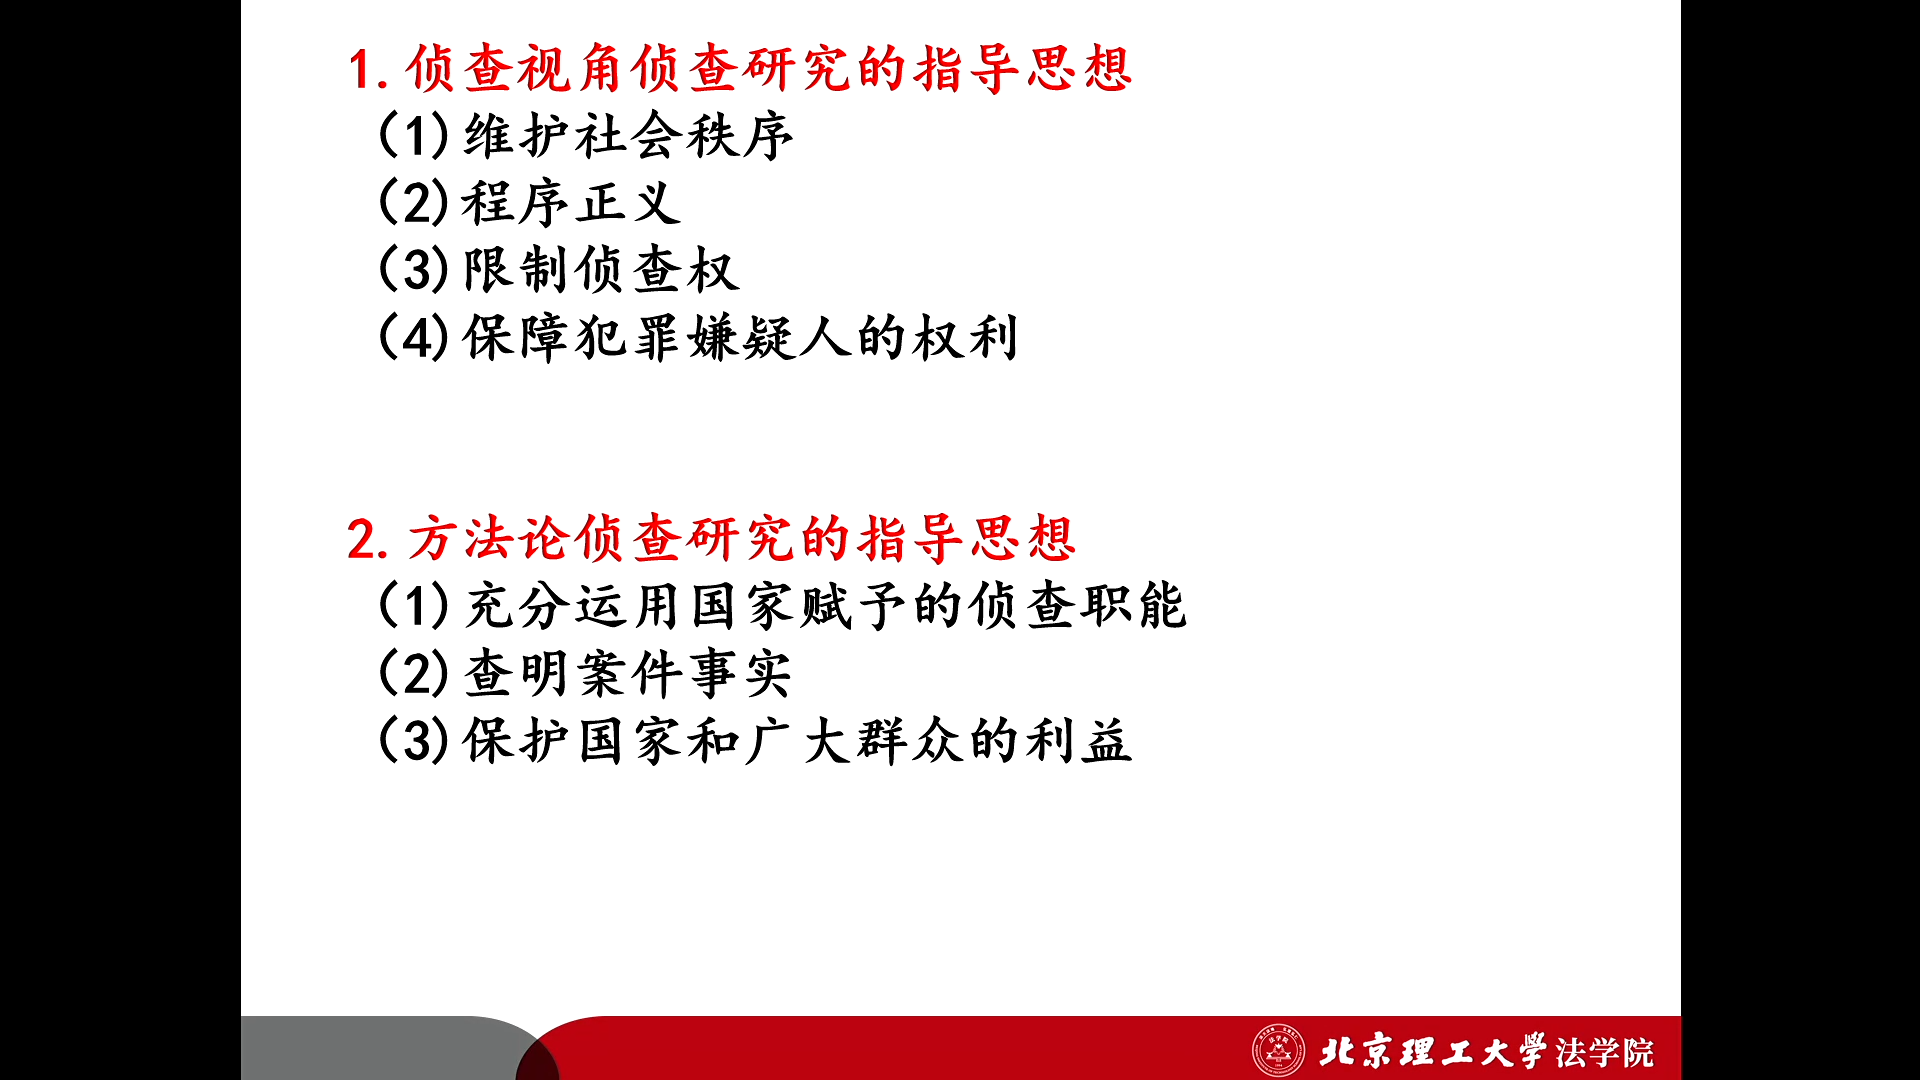 1.侦查视角侦查研究的指导思想
(1)维护社会秩序
(2)程序正义
(3)限制侦查权
(4)保障犯罪嫌疑人的权利
2.方法论侦查研究的指导思想
(1)充分运用国家赋予的侦查职能
(2)查明案件事实
(3)保护国家和广大群众的利益
北京理工大学法学院